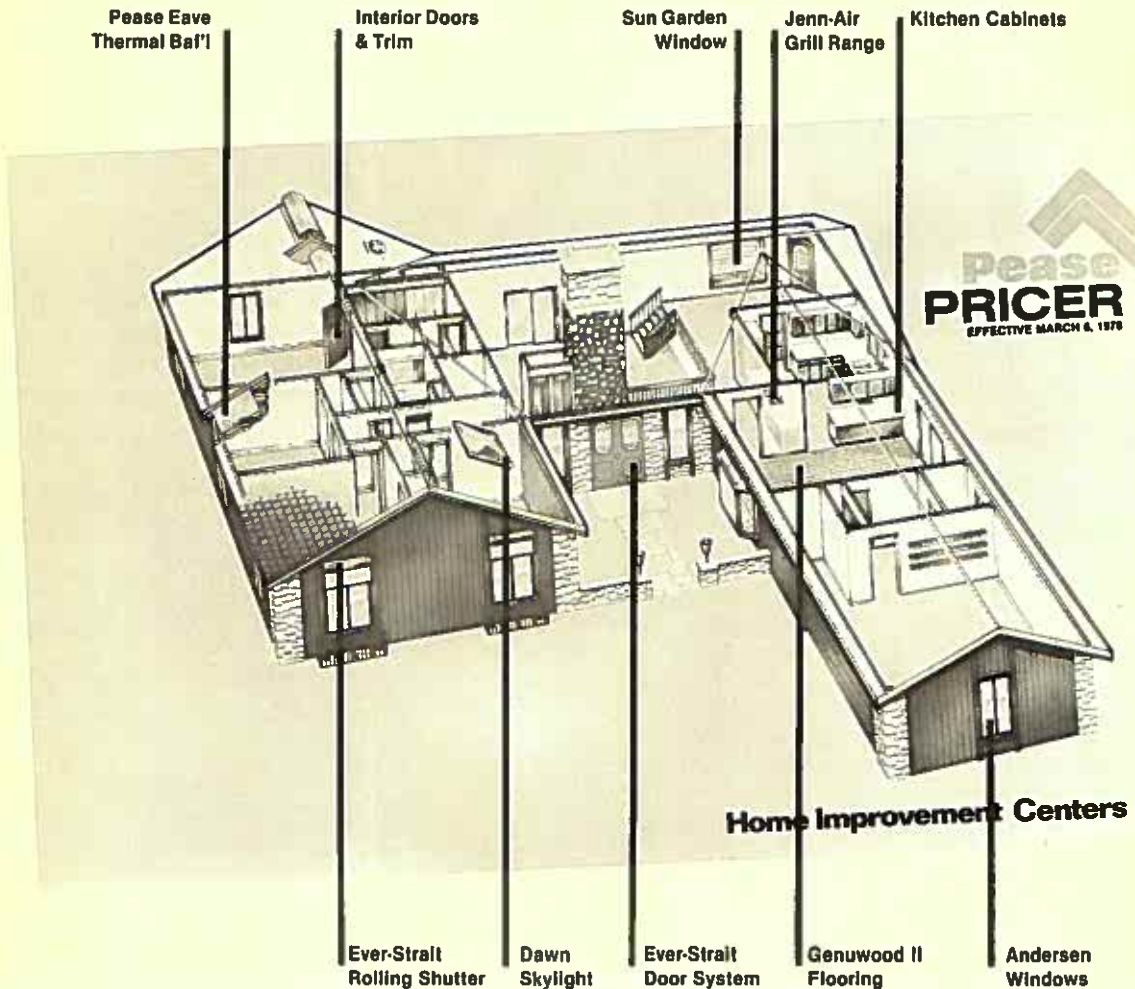 Pease Eave
Thermal Baf'l
Interior Doors
& Trim
Sun Garden
Window
Jenn-Air
Grill Range
Kitchen Cabinets
Pease
PRICER
EFFECTIVE MARCH 6, 1978
Home Improvement Centers
Ever-Strait
Rolling Shutter
Dawn
Skylight
Ever-Strait
Door System
Genuwood II
Flooring
Andersen
Windows